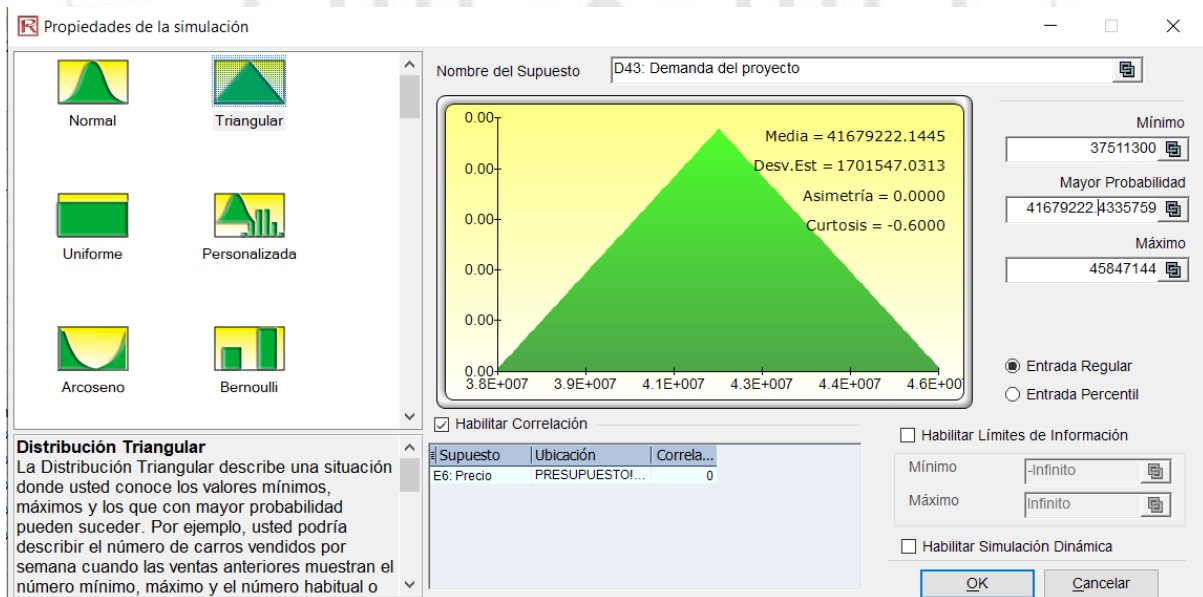 Propiedades de la simulación
Normal
Triangular
Uniforme
Personalizada
Arcoseno
Bernoulli
Distribución Triangular
La Distribución Triangular describe una situación
donde usted conoce los valores mínimos,
máximos y los que con mayor probabilidad
pueden suceder. Por ejemplo, usted podría
describir el número de carros vendidos por
semana cuando las ventas anteriores muestran el
número mínimo, máximo y el número habitual o
Nombre del Supuesto
D43: Demanda del proyecto
0.00
0.00
0.00
0.00
0.00
0.00
Media = 41679222.1445
Desv.Est = 1701547.0313
Asimetría = 0.0000
Curtosis = -0.6000
3.8E+007 3.9E+007 4.1E+007 4.3E+007 4.4E+007 4.6E+007
Mínimo
37511300
Mayor Probabilidad
41679222.4335759
Máximo
45847144
Entrada Regular
Entrada Percentil
Habilitar Correlación
Supuesto Ubicación Correla...
E6: Precio PRESUPUESTO!... 0
Habilitar Límites de Información
Mínimo -Infinito
Máximo Infinito
Habilitar Simulación Dinámica
OK Cancelar